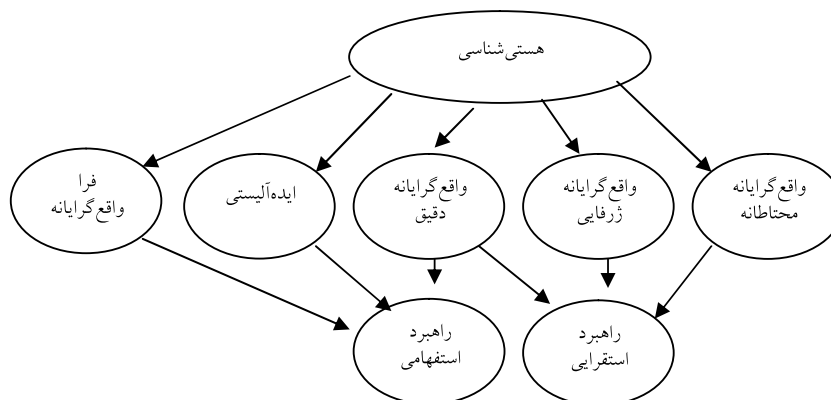 هستی‌شناسی
واقع‌گرایانه
محتاطانه
واقع‌گرایانه
ژرفایی
واقع‌گرایانه
دقیق
ایده‌آلیستی
فرا
واقع‌گرایانه
راهبرد
استقرایی
راهبرد
استفهامی